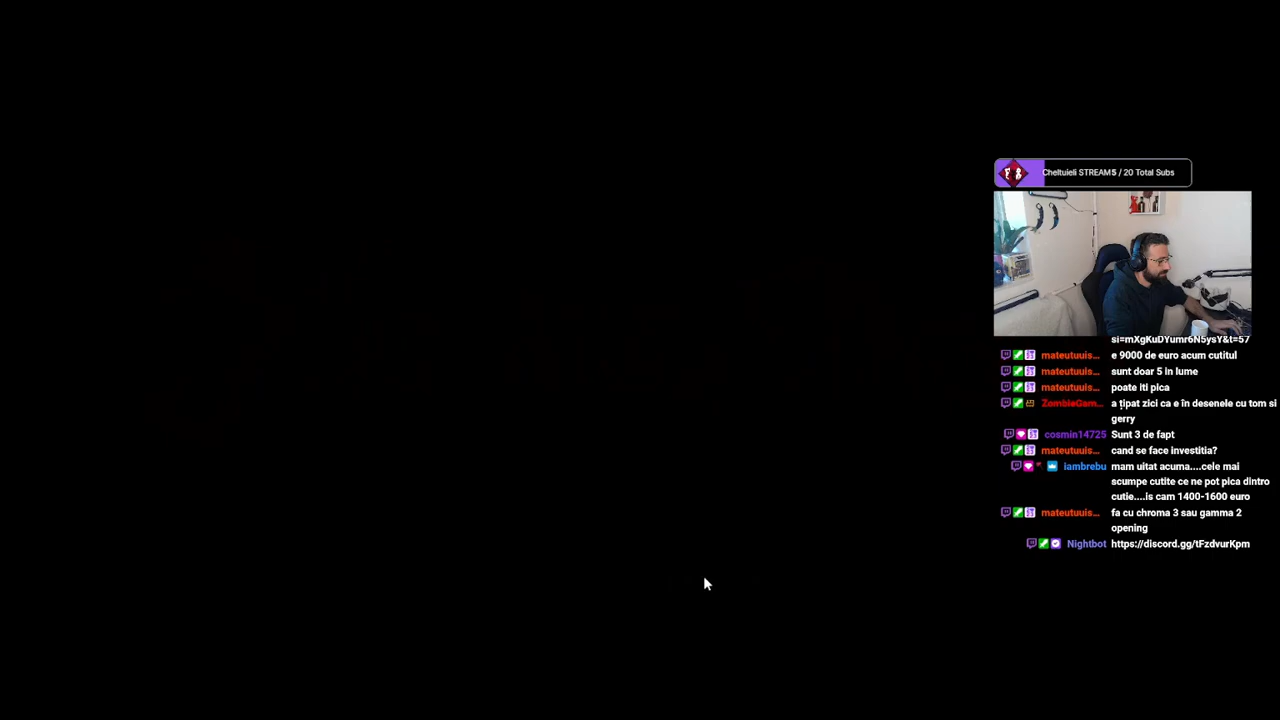 Cheltuieli STREAM$ / 20 Total Subs
si=mXgKuDYumr6N5ysY&t=57
mateutuuis... e 9000 de euro acum cutitul
mateutuuis... sunt doar 5 in lume
mateutuuis... poate iti pica
ZombieGam... a țipat zici ca e în desenele cu tom si
gerry
cosmin14725 Sunt 3 de fapt
mateutuuis... cand se face investitia?
iambrebu mam uitat acuma....cele mai
scumpe cutite ce ne pot pica dintro
cutie....is cam 1400-1600 euro
mateutuuis... fa cu chroma 3 sau gamma 2
opening
Nightbot https://discord.gg/tFzdvurKpm